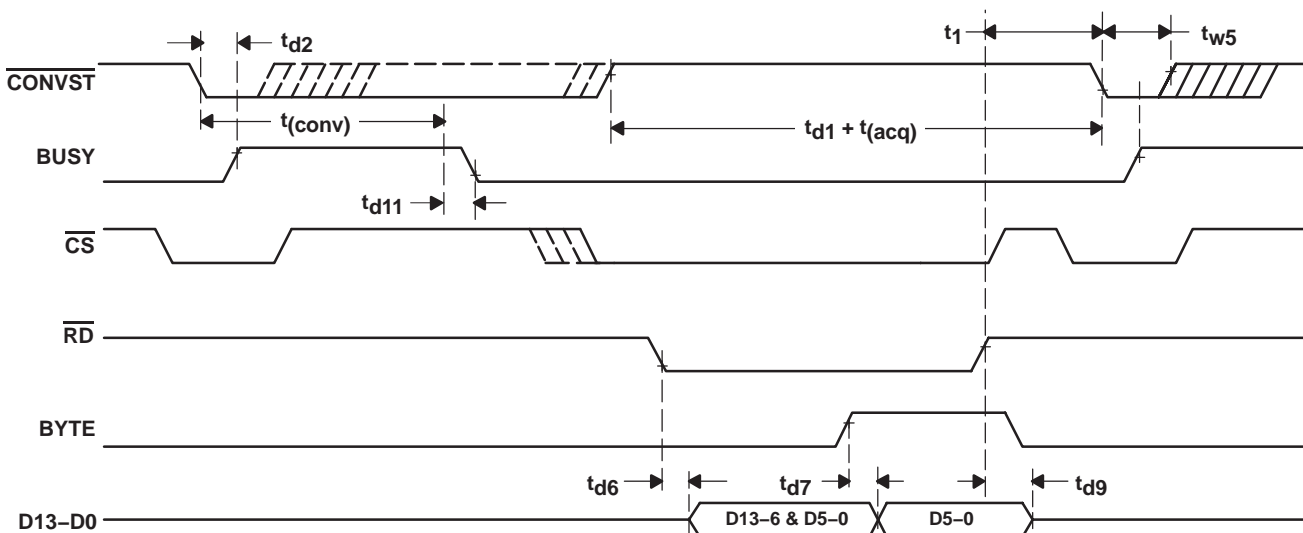 t1
td2
tw5
CONVST
t(conv)
td1 + t(acq)
BUSY
td11
CS
RD
BYTE
td6
td7
td9
D13–D0
D13–6 & D5–0
D5–0